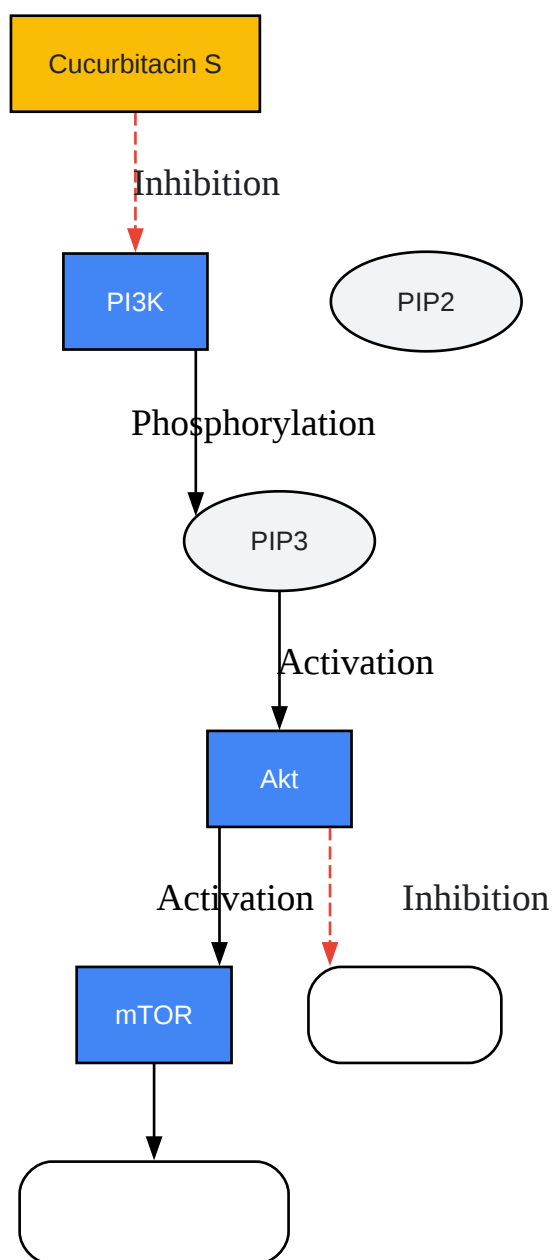 Cucurbitacin S
Inhibition
PI3K
PIP2
Phosphorylation
PIP3
Activation
Akt
Activation
Inhibition
mTOR